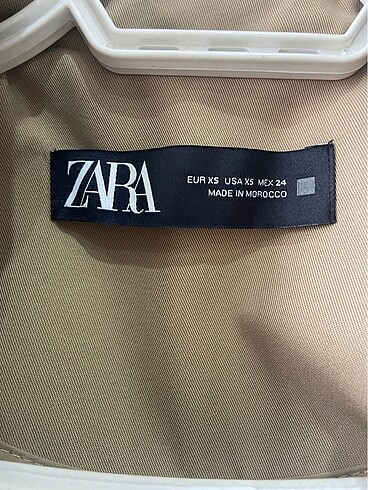 ZARA
EUR XS USA XS MEX 24
MADE IN MOROCCO